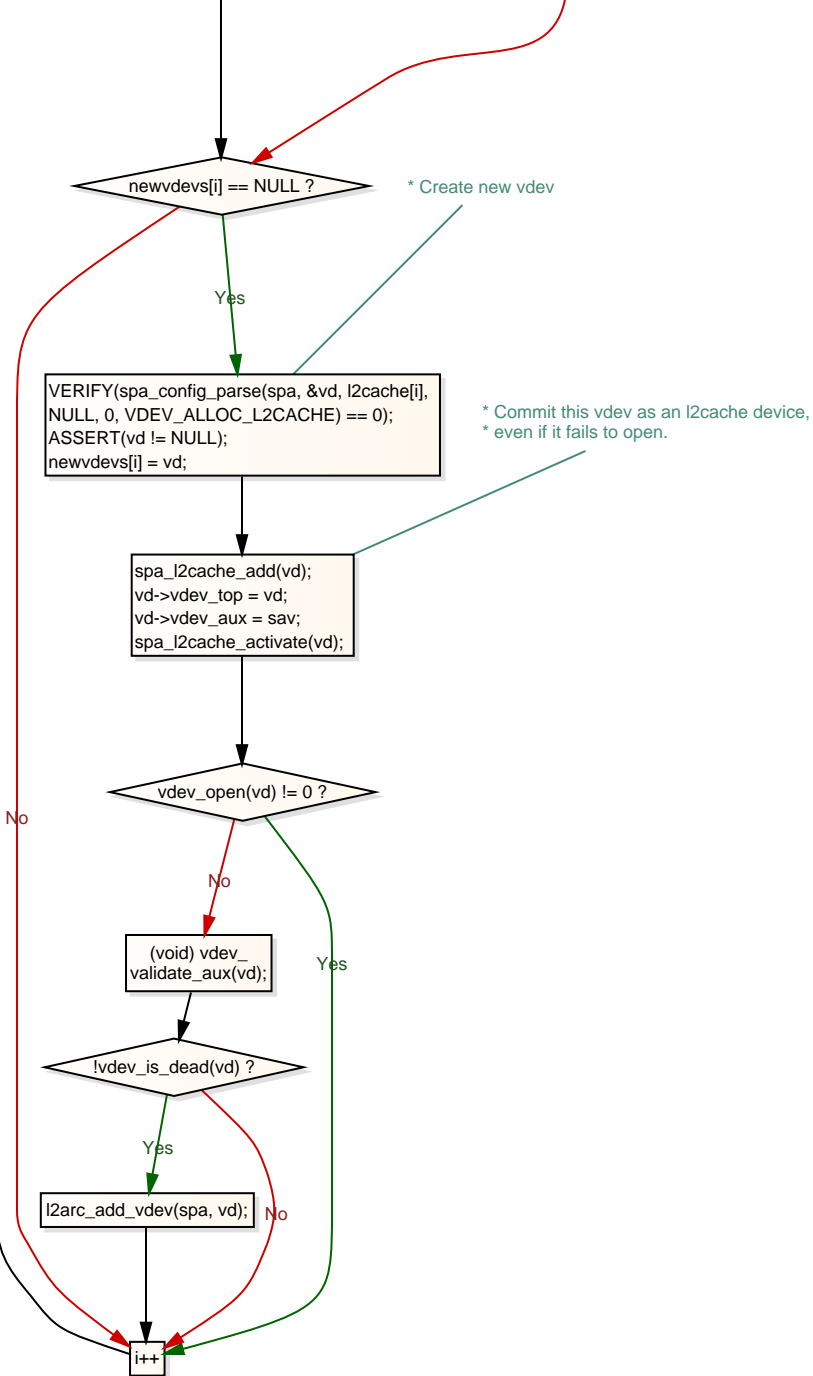 newvdevs[i] == NULL ?
* Create new vdev
Yes
VERIFY(spa_config_parse(spa, &vd, l2cache[i],
NULL, 0, VDEV_ALLOC_L2CACHE) == 0);
ASSERT(vd != NULL);
newvdevs[i] = vd;
* Commit this vdev as an l2cache device,
* even if it fails to open.
spa_l2cache_add(vd);
vd->vdev_top = vd;
vd->vdev_aux = sav;
spa_l2cache_activate(vd);
vdev_open(vd) != 0 ?
No
No
(void) vdev_
validate_aux(vd);
Yes
!vdev_is_dead(vd) ?
Yes
l2arc_add_vdev(spa, vd);
No
i++